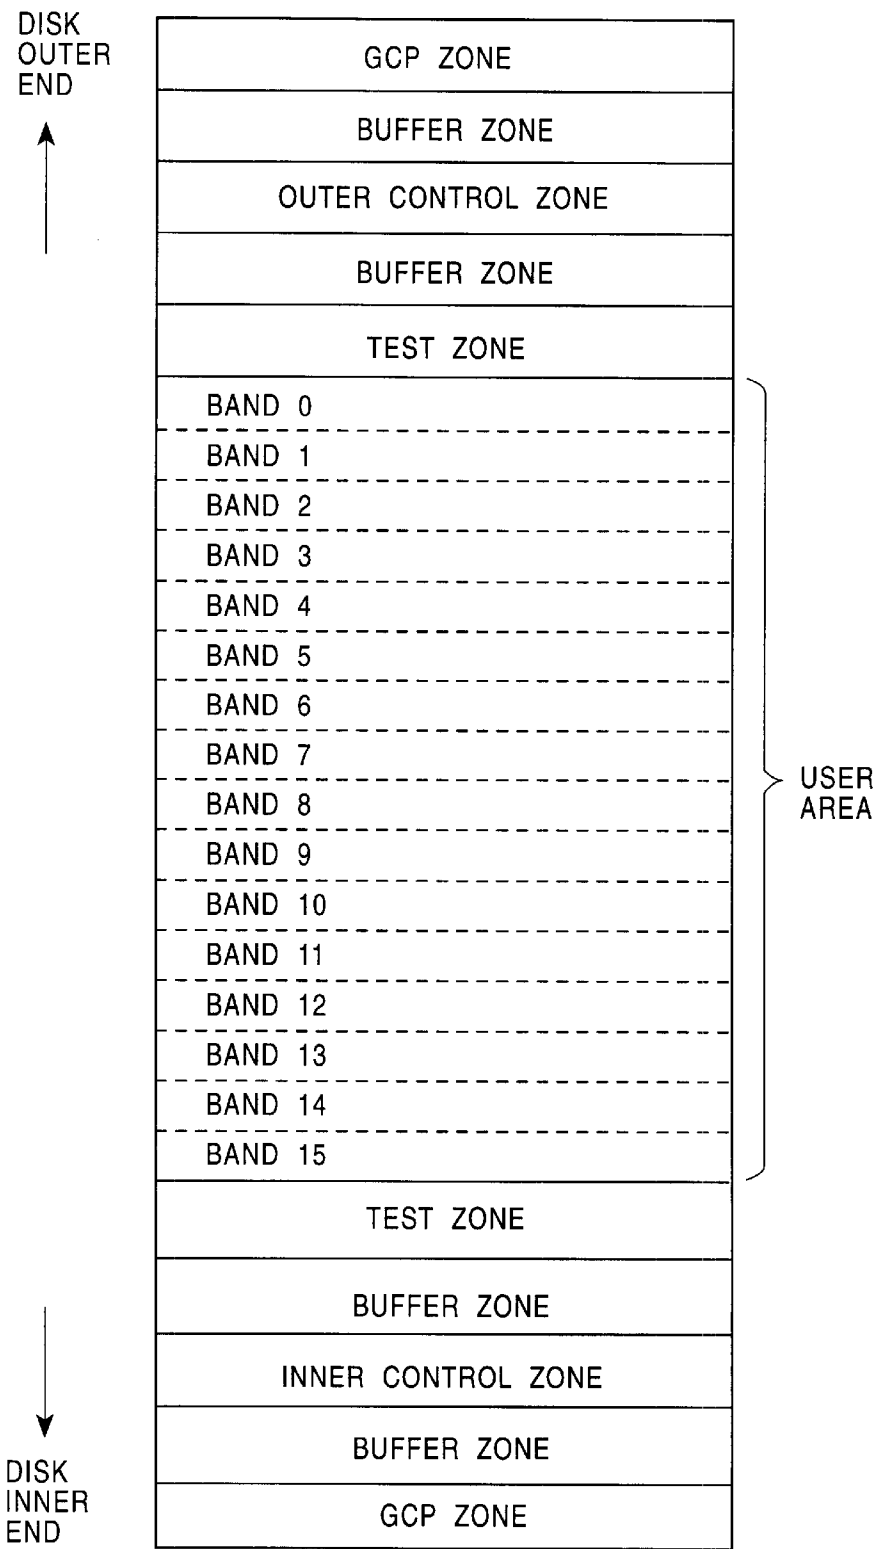 DISK
OUTER
END
GCP ZONE
BUFFER ZONE
OUTER CONTROL ZONE
BUFFER ZONE
TEST ZONE
BAND 0
BAND 1
BAND 2
BAND 3
BAND 4
BAND 5
BAND 6
BAND 7
BAND 8
BAND 9
BAND 10
BAND 11
BAND 12
BAND 13
BAND 14
BAND 15
USER
AREA
TEST ZONE
BUFFER ZONE
INNER CONTROL ZONE
BUFFER ZONE
GCP ZONE
DISK
INNER
END